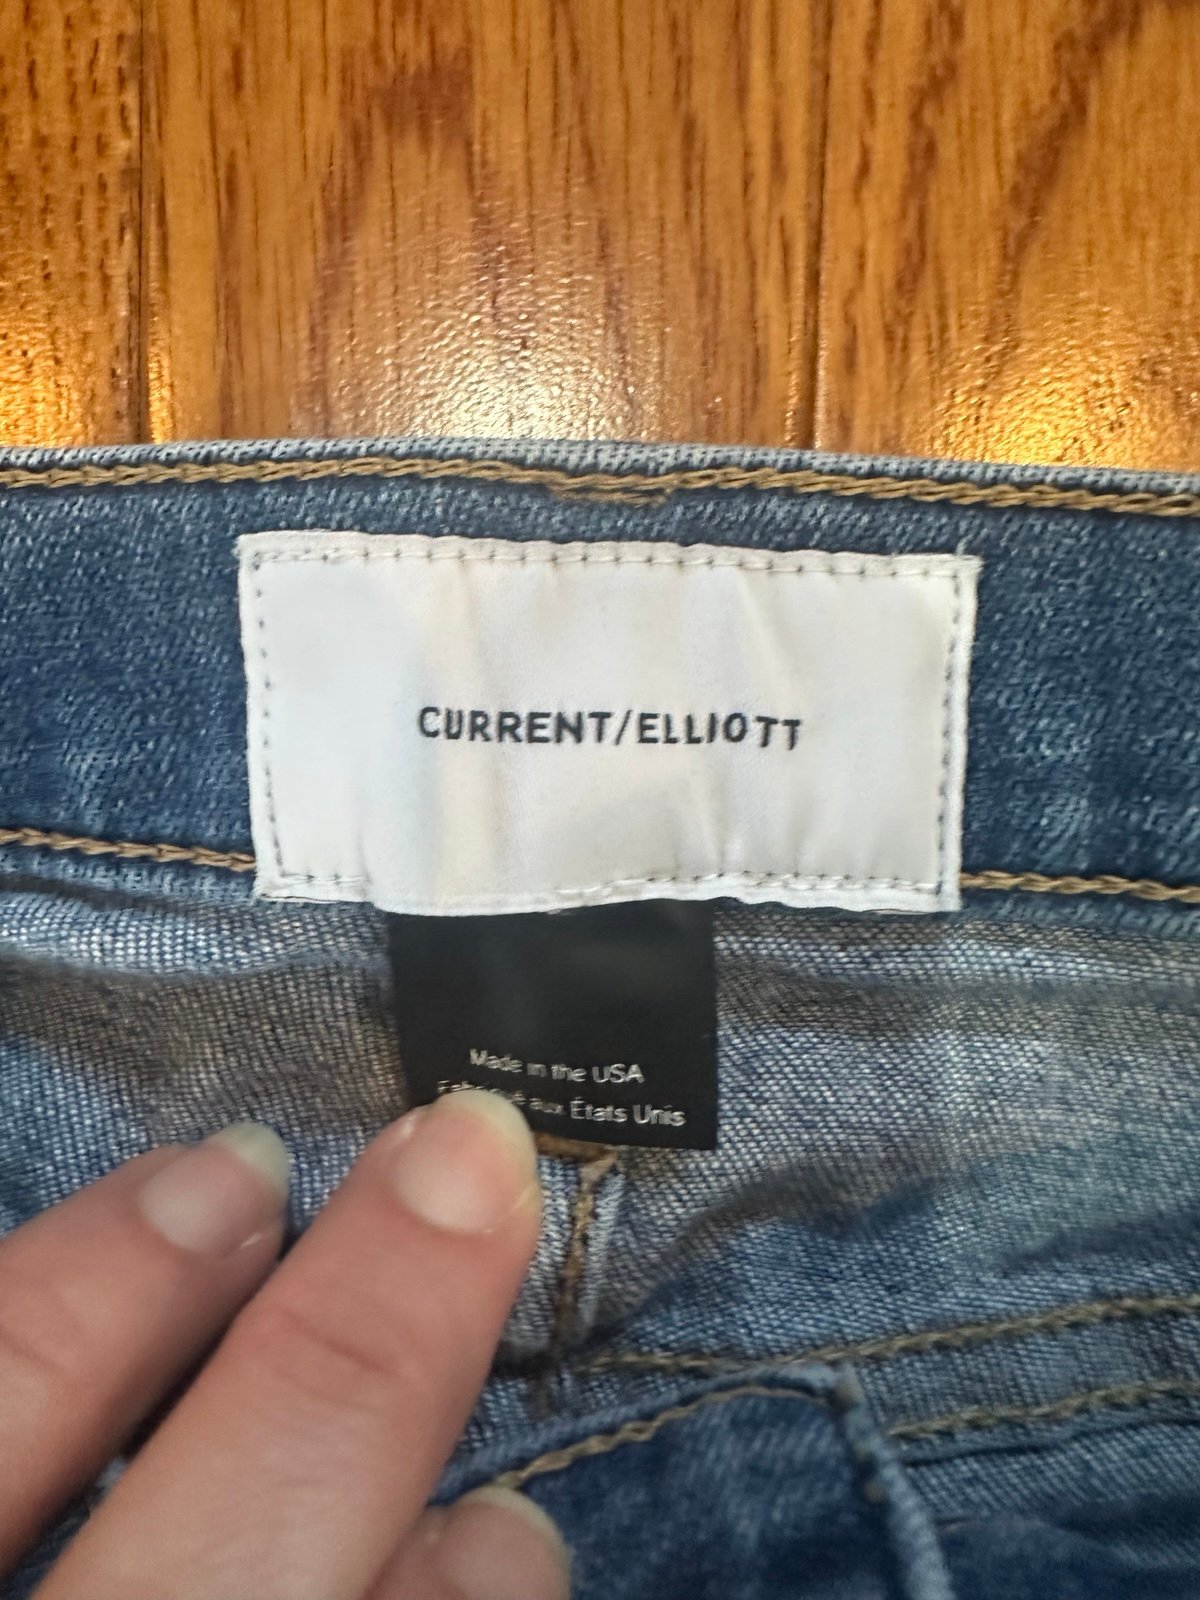 CURRENT/ELLIOTT
Made in the USA
aux États Unis